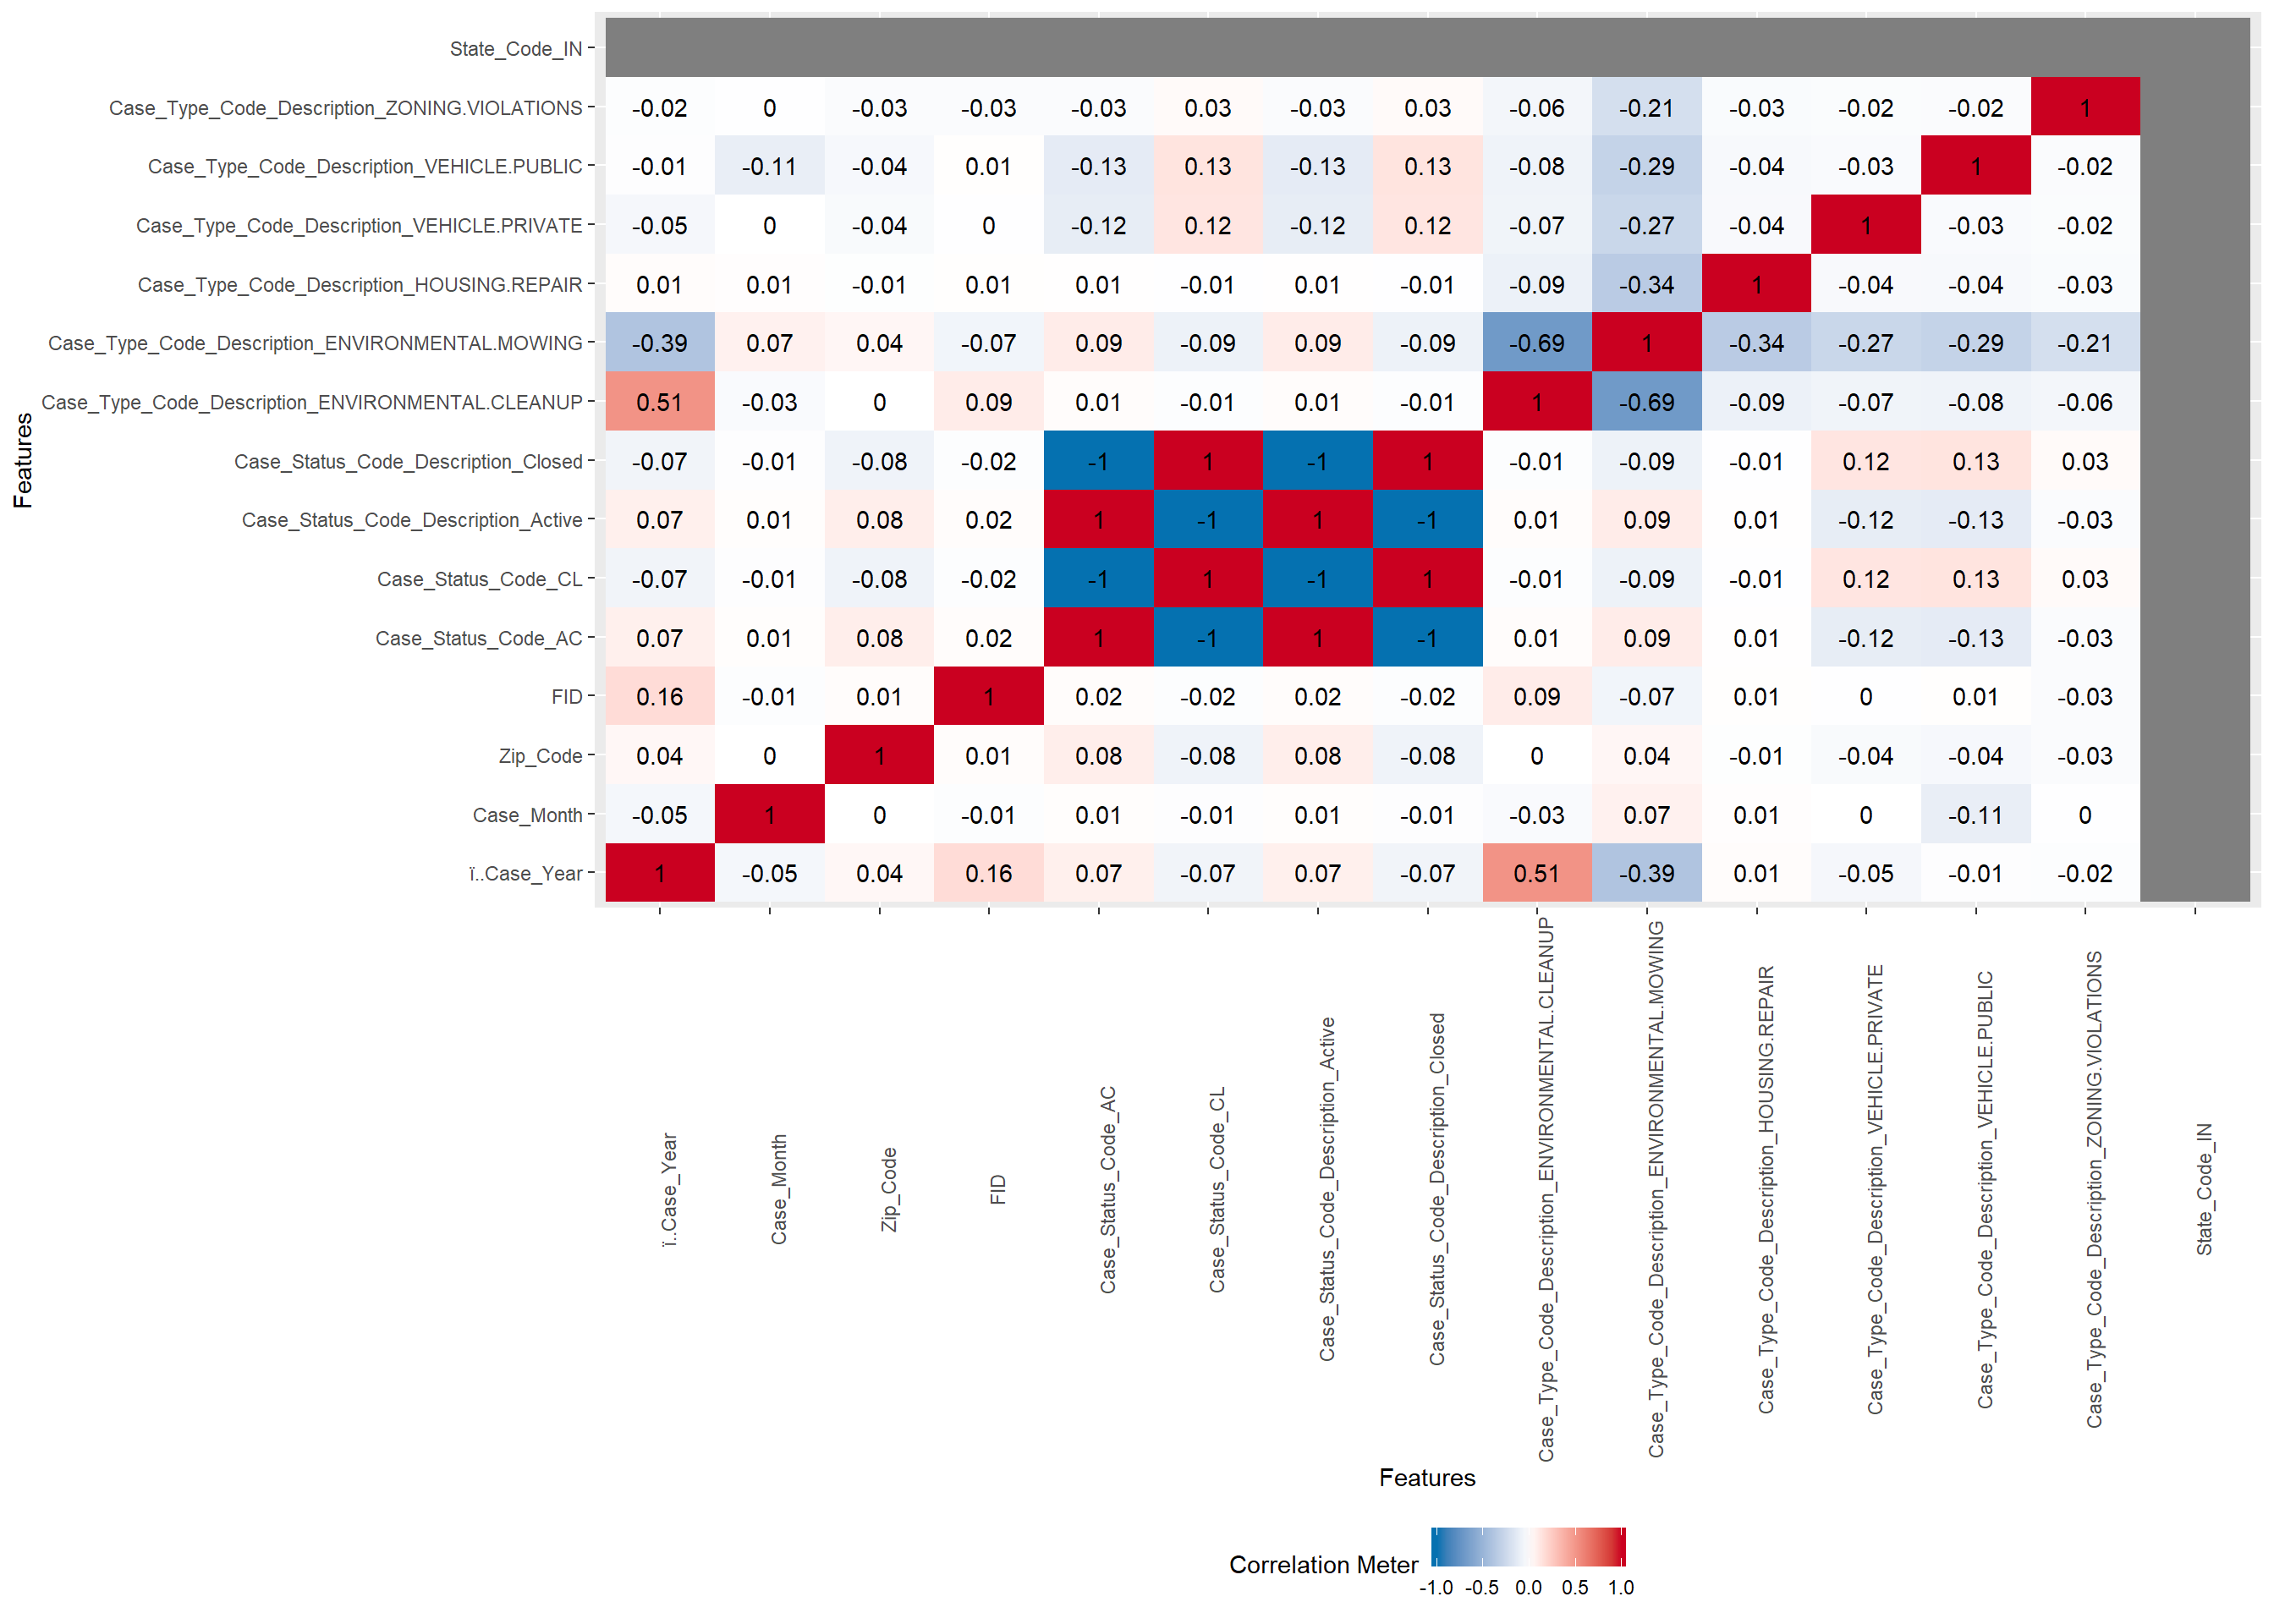 State_Code_IN
Case_Type_Code_Description_ZONING.VIOLATIONS -0.02 0 -0.03 -0.03 -0.03 0.03 -0.03 0.03 -0.06 -0.21 -0.03 -0.02 -0.02 1
Case_Type_Code_Description_VEHICLE.PUBLIC -0.01 -0.11 -0.04 0.01 -0.13 0.13 -0.13 0.13 -0.08 -0.29 -0.04 -0.03 1 -0.02
Case_Type_Code_Description_VEHICLE.PRIVATE -0.05 0 -0.04 0 -0.12 0.12 -0.12 0.12 -0.07 -0.27 -0.04 1 -0.03 -0.02
Case_Type_Code_Description_HOUSING.REPAIR 0.01 0.01 -0.01 0.01 0.01 -0.01 0.01 -0.01 -0.09 -0.34 1 -0.04 -0.04 -0.03
Case_Type_Code_Description_ENVIRONMENTAL.MOWING -0.39 0.07 0.04 -0.07 0.09 -0.09 0.09 -0.09 -0.69 1 -0.34 -0.27 -0.29 -0.21
Case_Type_Code_Description_ENVIRONMENTAL.CLEANUP 0.51 -0.03 0 0.09 0.01 -0.01 0.01 -0.01 1 -0.69 -0.09 -0.07 -0.08 -0.06
Case_Status_Code_Description_Closed -0.07 -0.01 -0.08 -0.02 -1 1 -1 1 -0.01 -0.09 -0.01 0.12 0.13 0.03
Case_Status_Code_Description_Active 0.07 0.01 0.08 0.02 1 -1 1 -1 0.01 0.09 0.01 -0.12 -0.13 -0.03
Case_Status_Code_CL -0.07 -0.01 -0.08 -0.02 -1 1 -1 1 -0.01 -0.09 -0.01 0.12 0.13 0.03
Case_Status_Code_AC 0.07 0.01 0.08 0.02 1 -1 1 -1 0.01 0.09 0.01 -0.12 -0.13 -0.03
FID 0.16 -0.01 0.01 1 0.02 -0.02 0.02 -0.02 0.09 -0.07 0.01 0 0.01 -0.03
Zip_Code 0.04 0 1 0.01 0.08 -0.08 0.08 -0.08 0 0.04 -0.01 -0.04 -0.04 -0.03
Case_Month -0.05 1 0 -0.01 0.01 -0.01 0.01 -0.01 -0.03 0.07 0.01 0 -0.11 0
ï..Case_Year 1 -0.05 0.04 0.16 0.07 -0.07 0.07 -0.07 0.51 -0.39 0.01 -0.05 -0.01 -0.02
Features
ï..Case_Year
Case_Month
Zip_Code
FID
Case_Status_Code_AC
Case_Status_Code_CL
Case_Status_Code_Description_Active
Case_Status_Code_Description_Closed
Case_Type_Code_Description_ENVIRONMENTAL.CLEANUP
Case_Type_Code_Description_ENVIRONMENTAL.MOWING
Case_Type_Code_Description_HOUSING.REPAIR
Case_Type_Code_Description_VEHICLE.PRIVATE
Case_Type_Code_Description_VEHICLE.PUBLIC
Case_Type_Code_Description_ZONING.VIOLATIONS
State_Code_IN
Features
Correlation Meter
-1.0 -0.5 0.0 0.5 1.0